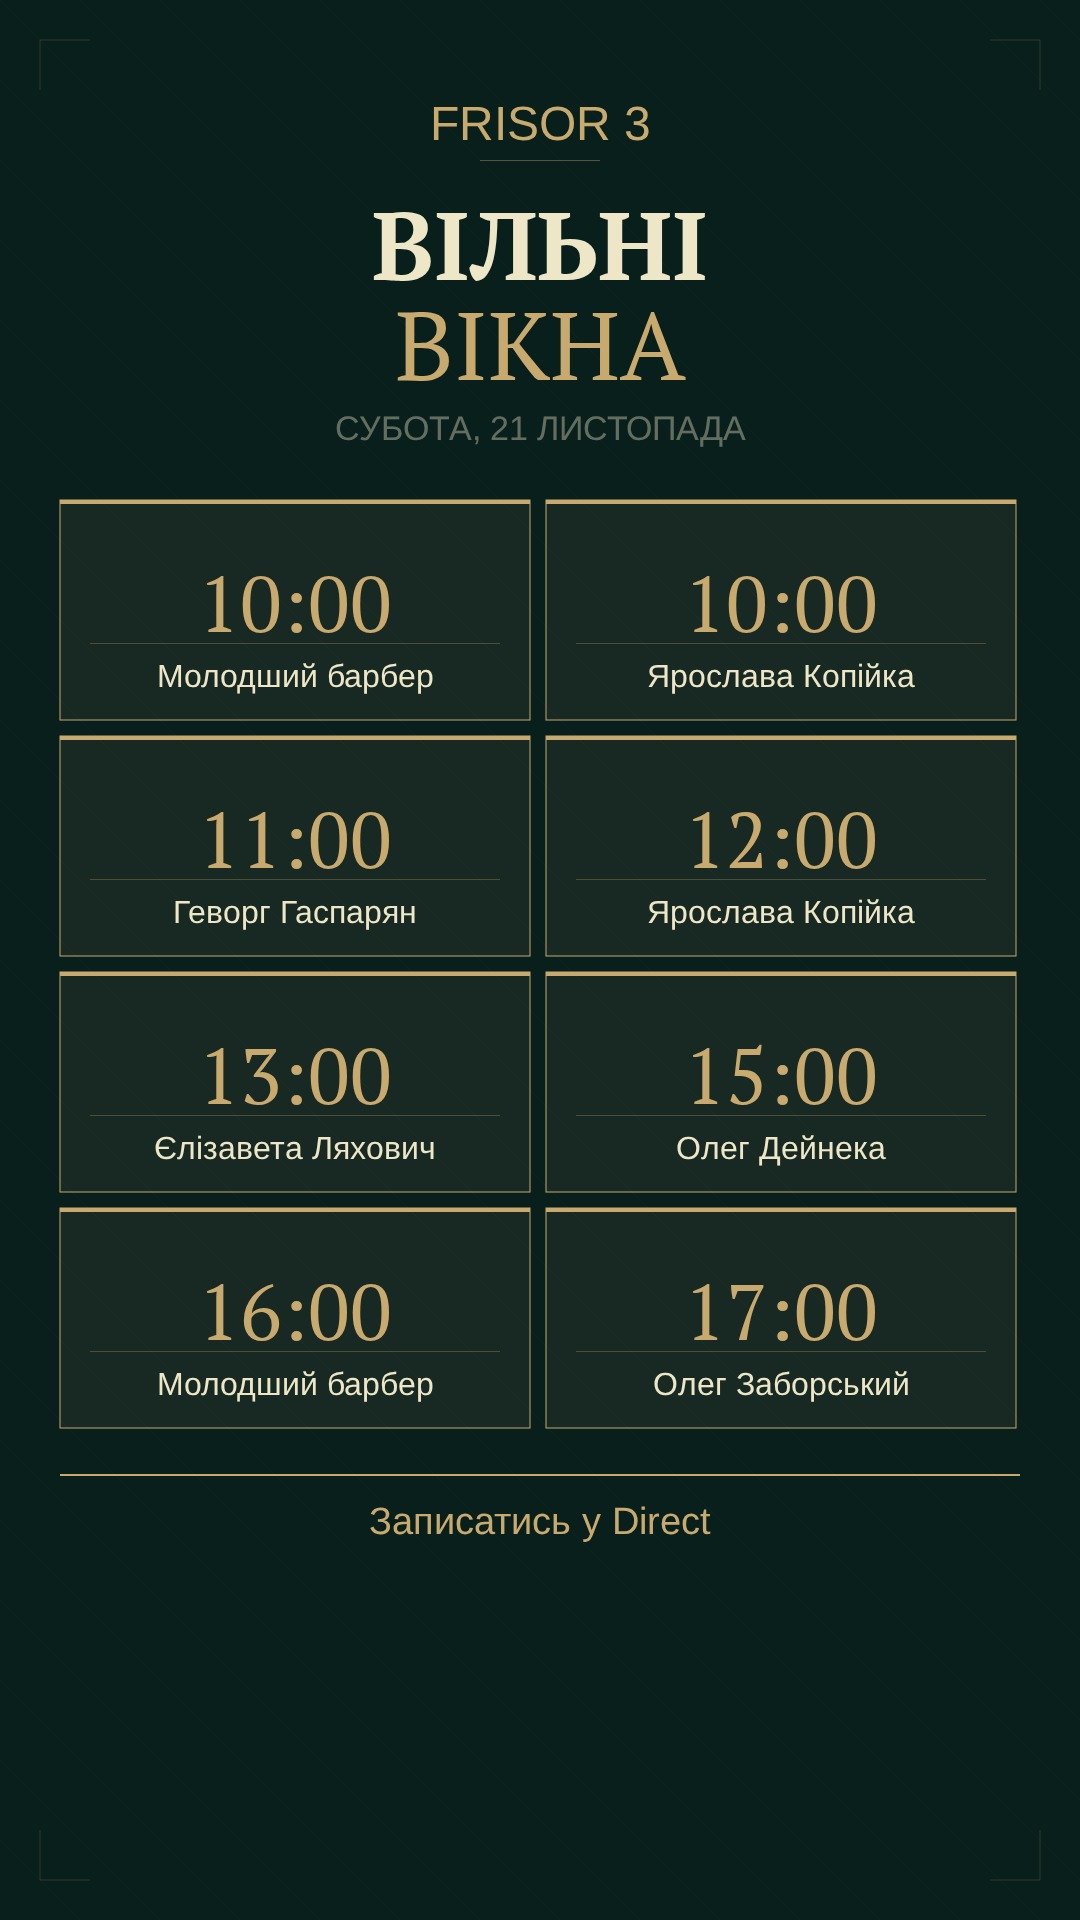 FRISOR 3
ВІЛЬНІ
ВІКНА
СУБОТА, 21 ЛИСТОПАДА
10:00
Молодший барбер
10:00
Ярослава Копійка
11:00
Геворг Гаспарян
12:00
Ярослава Копійка
13:00
Єлізавета Ляхович
15:00
Олег Дейнека
16:00
Молодший барбер
17:00
Олег Заборський
Записатись у Direct